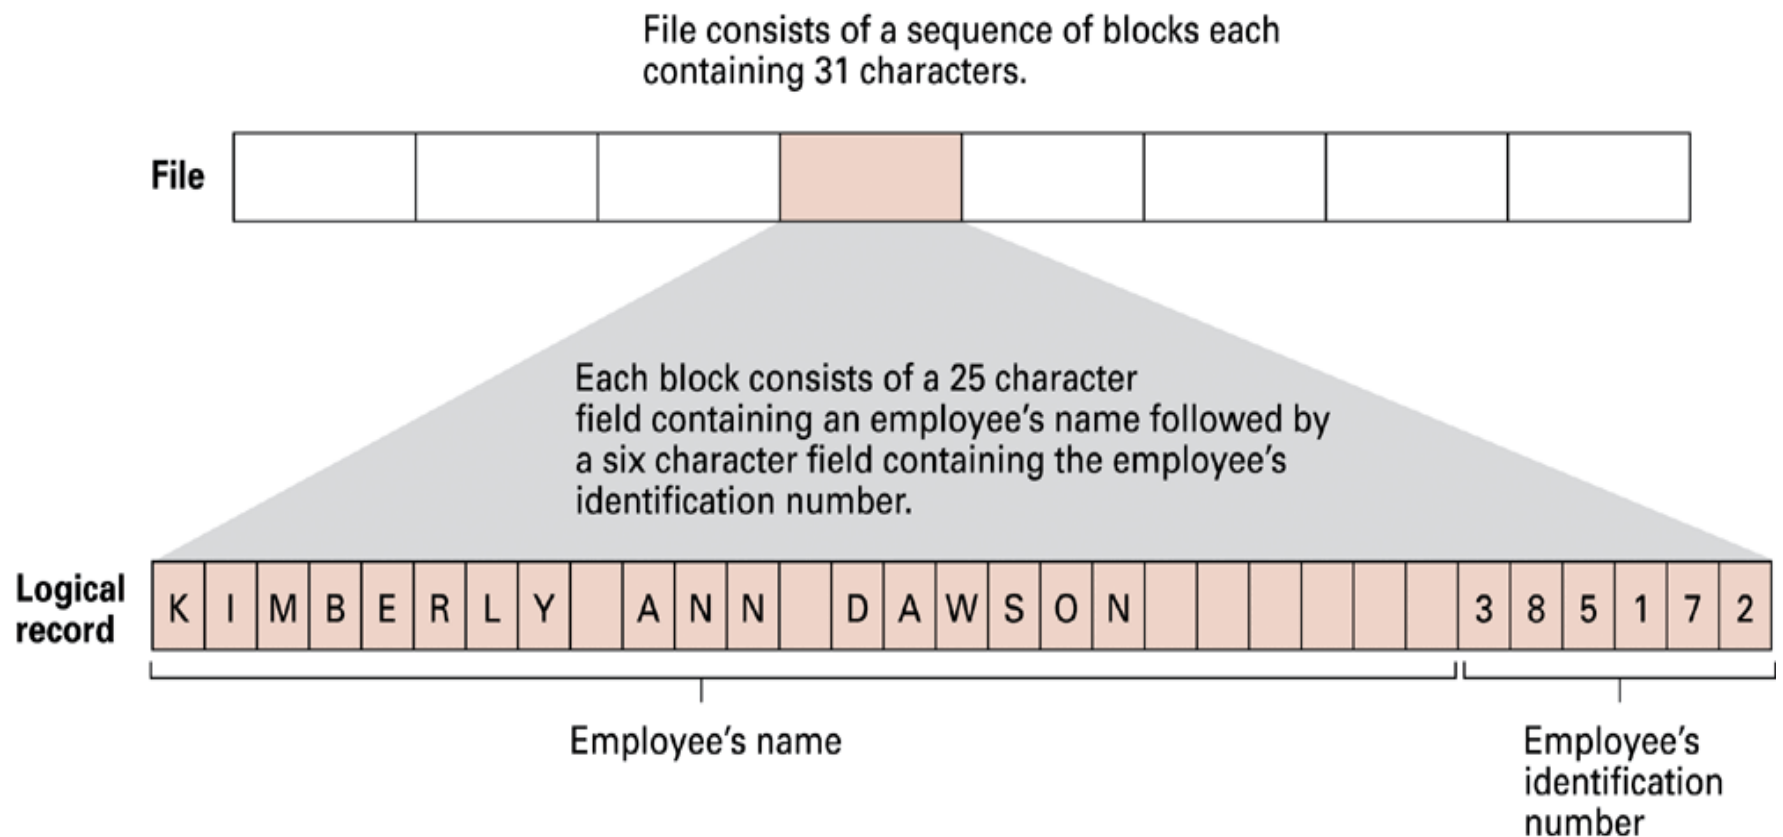 File consists of a sequence of blocks each
containing 31 characters.
File
Each block consists of a 25 character
field containing an employee's name followed by
a six character field containing the employee's
identification number.
Logical
record
K I M B E R L Y   A N N   D A W S O N   3 8 5 1 7 2
Employee's name
Employee's
identification
number